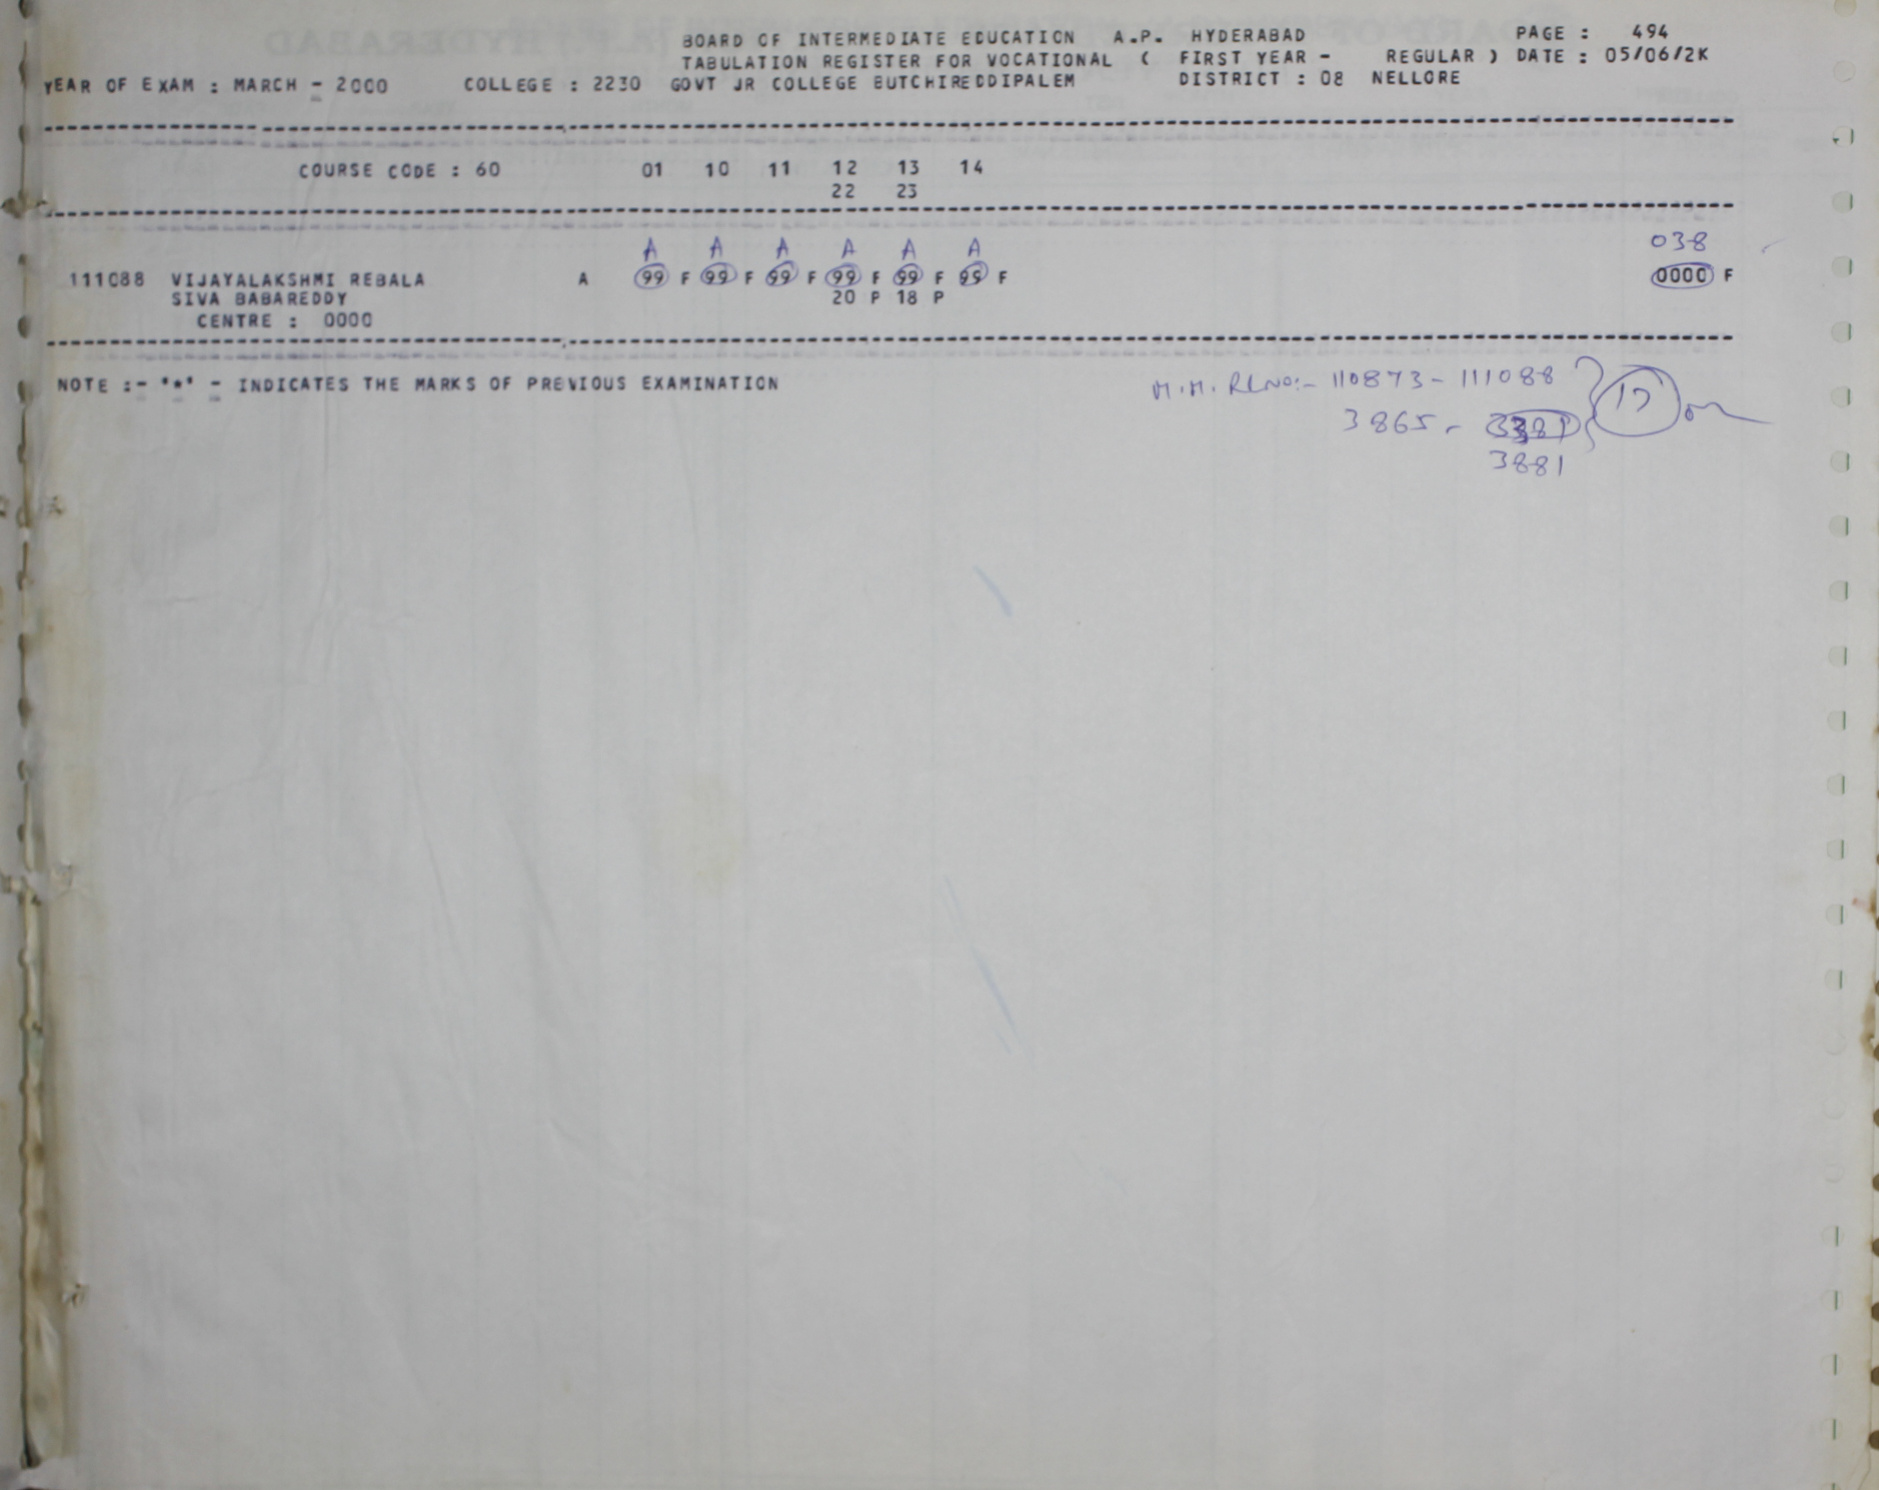 BOARD OF INTERMEDIATE EDUCATION A.P. HYDERABAD PAGE : 494
TABULATION REGISTER FOR VOCATIONAL ( FIRST YEAR - REGULAR ) DATE : 05/06/2K
YEAR OF EXAM : MARCH - 2000 COLLEGE : 2230 GOVT JR COLLEGE BUTCHIREDDIPALEM DISTRICT : 08 NELLORE
COURSE CODE : 60 01 10 11 12 13 14
22 23
A A A A A A 038
111088 VIJAYALAKSHMI REBALA A 99 F 99 F 99 F 99 F 99 F 99 F 0000 F
SIVA BABAREDDY 20 P 18 P
CENTRE : 0000
NOTE :- '*' - INDICATES THE MARKS OF PREVIOUS EXAMINATION
M.M. RLNO:- 110873 - 111088
3865 -
3881
17